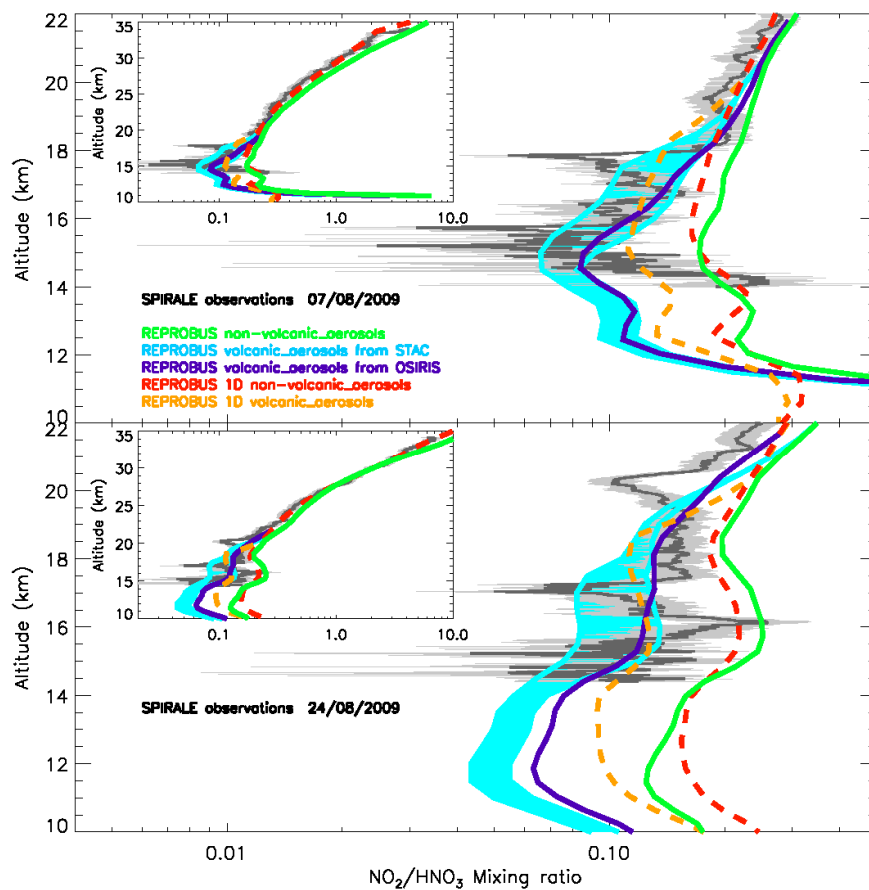 22
20
18
16
14
12
10
Altitude (km)
35
30
25
20
15
10
Altitude (km)
0.1 1.0 10.0
SPIRALE observations 07/08/2009
REPROBUS non-volcanic_aerosols
REPROBUS volcanic_aerosols from STAC
REPROBUS volcanic_aerosols from OSIRIS
REPROBUS 1D non-volcanic_aerosols
REPROBUS 1D volcanic_aerosols
22
20
18
16
14
12
10
Altitude (km)
35
30
25
20
15
10
Altitude (km)
0.1 1.0 10.0
SPIRALE observations 24/08/2009
0.01 0.10
NO₂/HNO₃ Mixing ratio